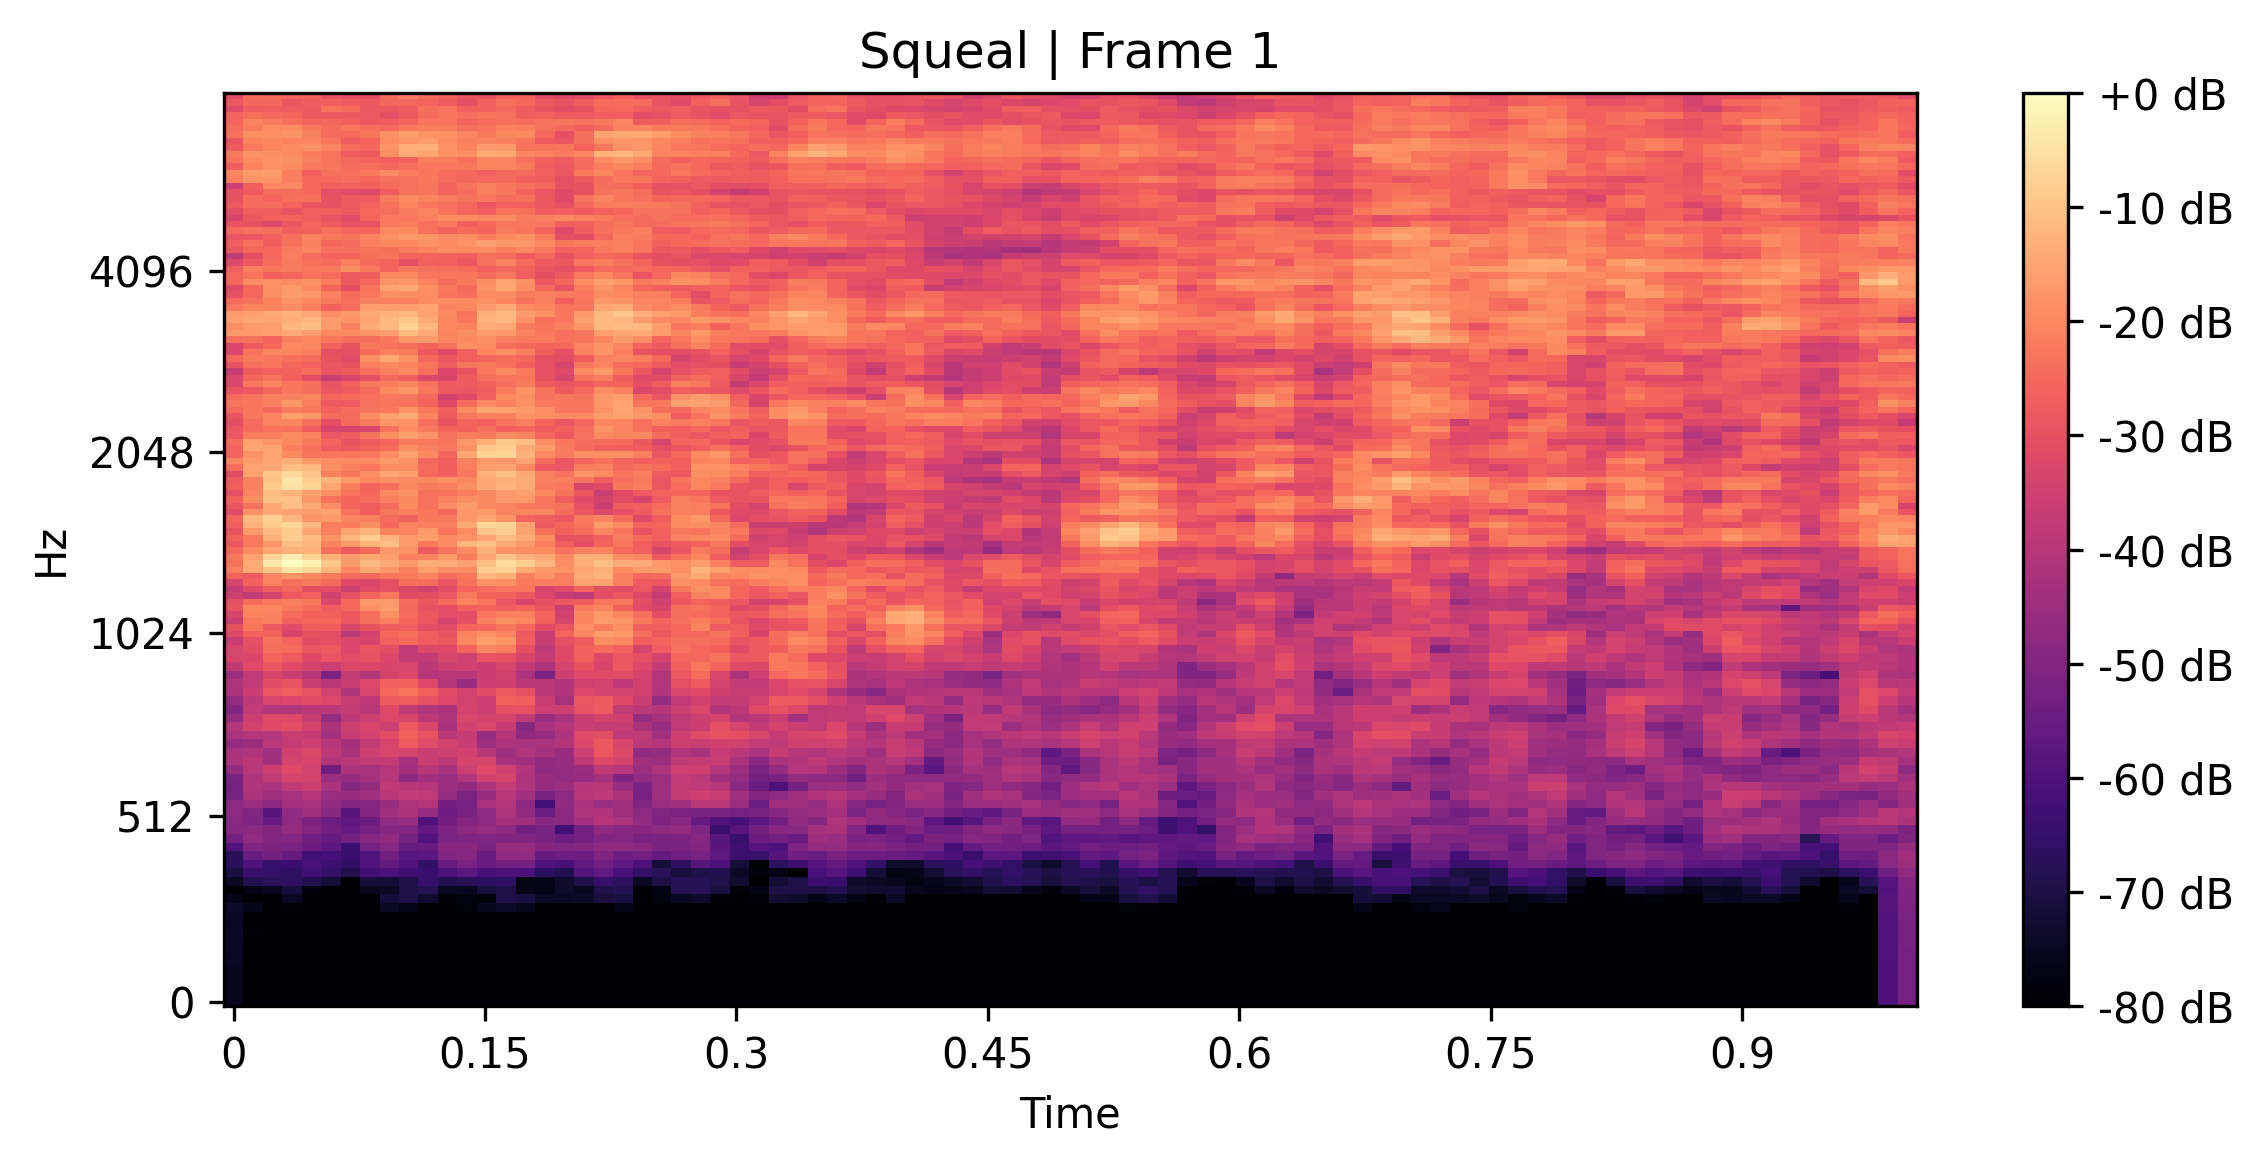 Squeal | Frame 1
+0 dB
-10 dB
-20 dB
-30 dB
-40 dB
-50 dB
-60 dB
-70 dB
-80 dB
4096
2048
1024
512
0
Hz
0 0.15 0.3 0.45 0.6 0.75 0.9
Time